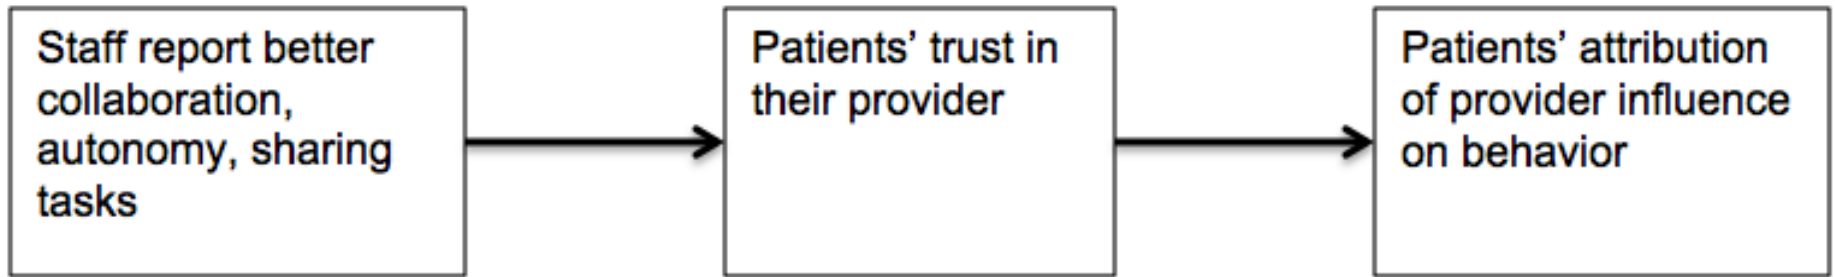 Staff report better
collaboration,
autonomy, sharing
tasks
Patients’ trust in
their provider
Patients’ attribution
of provider influence
on behavior